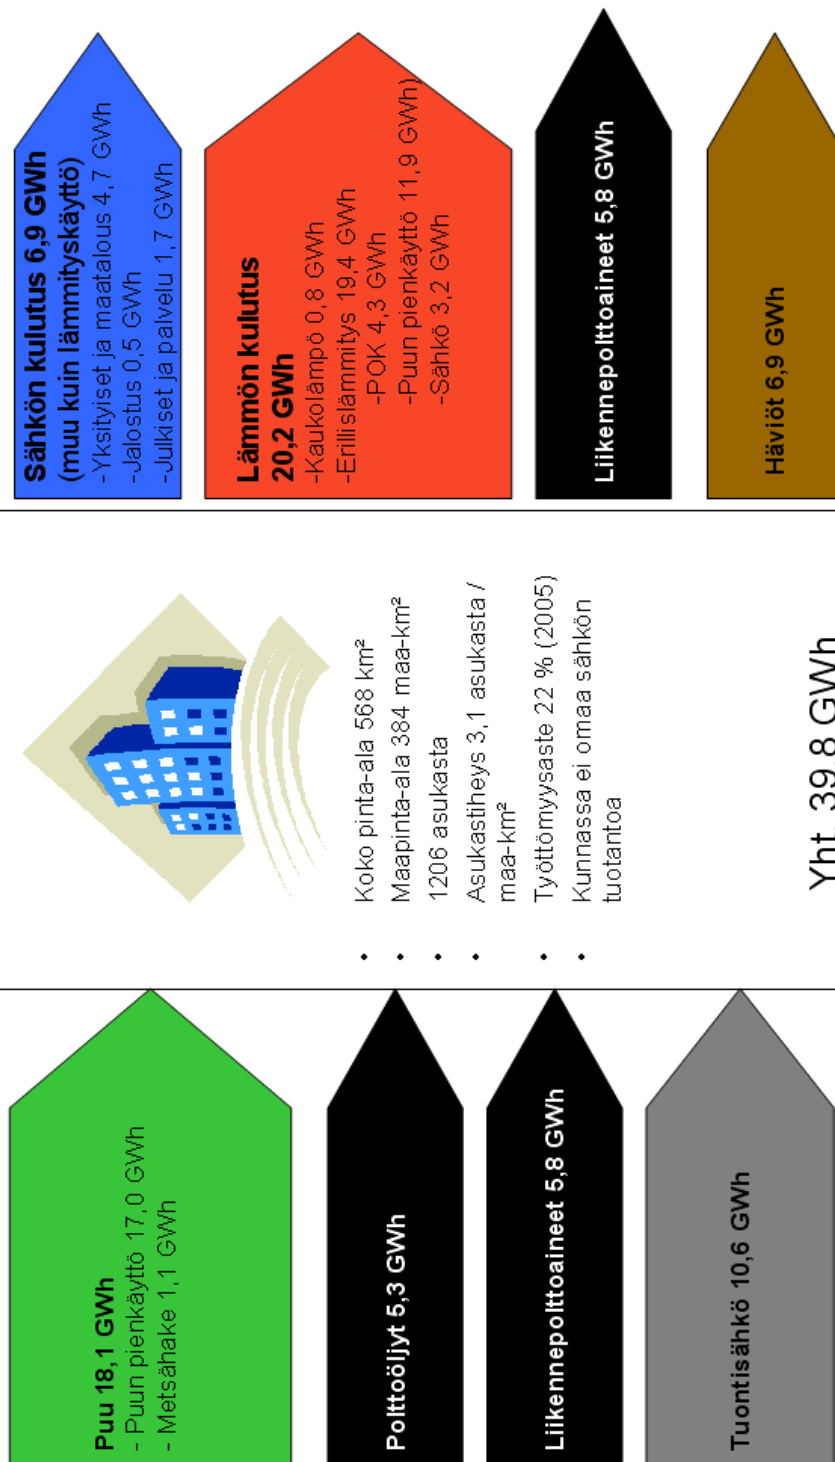 Puu 18,1 GWh
- Puun pienkäyttö 17,0 GWh
- Metsähake 1,1 GWh
Polttoöljyt 5,3 GWh
Liikennepolttoaineet 5,8 GWh
Tuontisähkö 10,6 GWh
• Koko pinta-ala 568 km²
• Maapinta-ala 384 maa-km²
• 1206 asukasta
• Asukastiheys 3,1 asukasta /
maa-km²
• Työttömyysaste 22 % (2005)
• Kunnassa ei omaa sähkön
tuotantoa
Yht. 39,8 GWh
Sähkön kulutus 6,9 GWh
(muu kuin lämmityskäyttö)
- Yksityiset ja maatalous 4,7 GWh
-Jalostus 0,5 GWh
-Julkiset ja palvelu 1,7 GWh
Lämmön kulutus
20,2 GWh
-Kaukolämpö 0,8 GWh
-Erillislämmitys 19,4 GWh
-POK 4,3 GWh
-Puun pienkäyttö 11,9 GWh)
-Sähkö 3,2 GWh
Liikennepolttoaineet 5,8 GWh
Häviöt 6,9 GWh